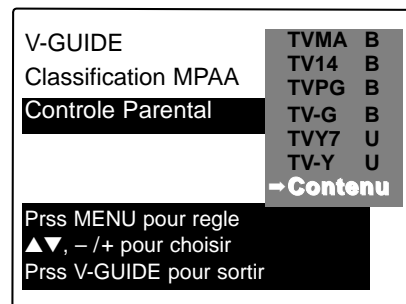 V-GUIDE
Classification MPAA
Controle Parental
TVMA B
TV14 B
TVPG B
TV-G B
TVY7 U
TV-Y U
➡Contenu
Prss MENU pour regle
▲▼, – /+ pour choisir
Prss V-GUIDE pour sortir